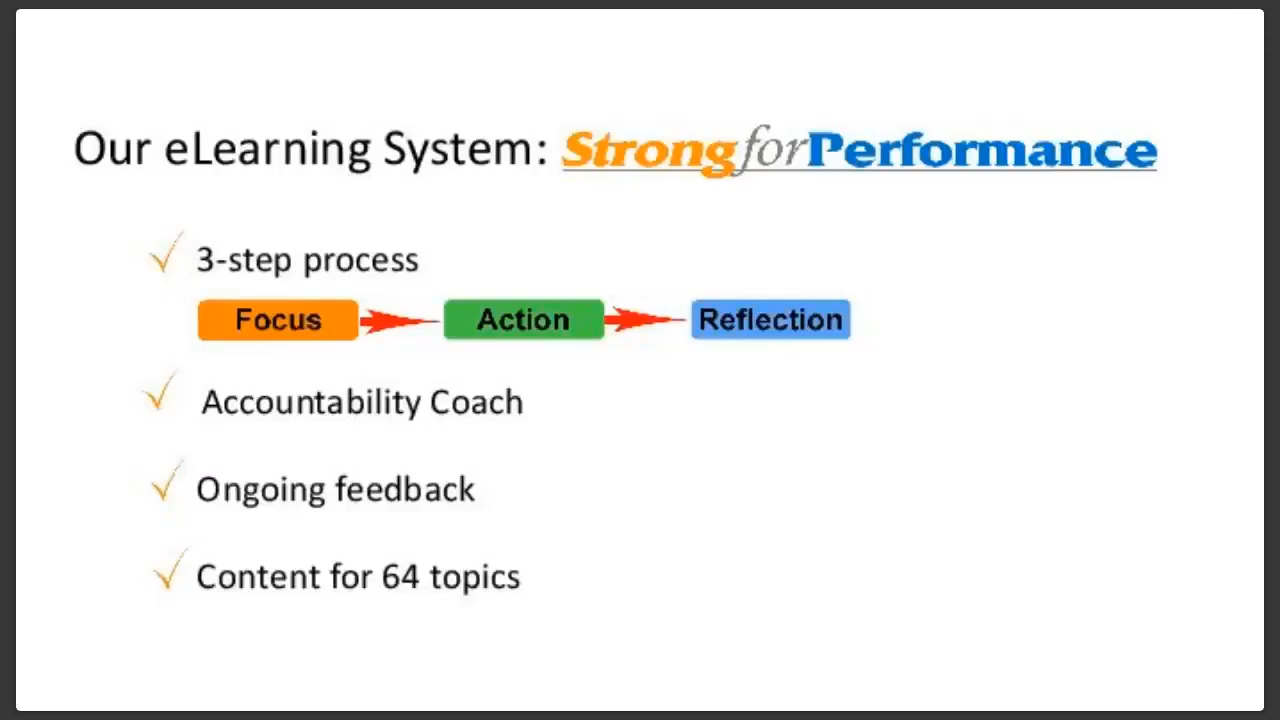 Our eLearning System: StrongforPerformance
3-step process
Focus Action Reflection
Accountability Coach
Ongoing feedback
Content for 64 topics